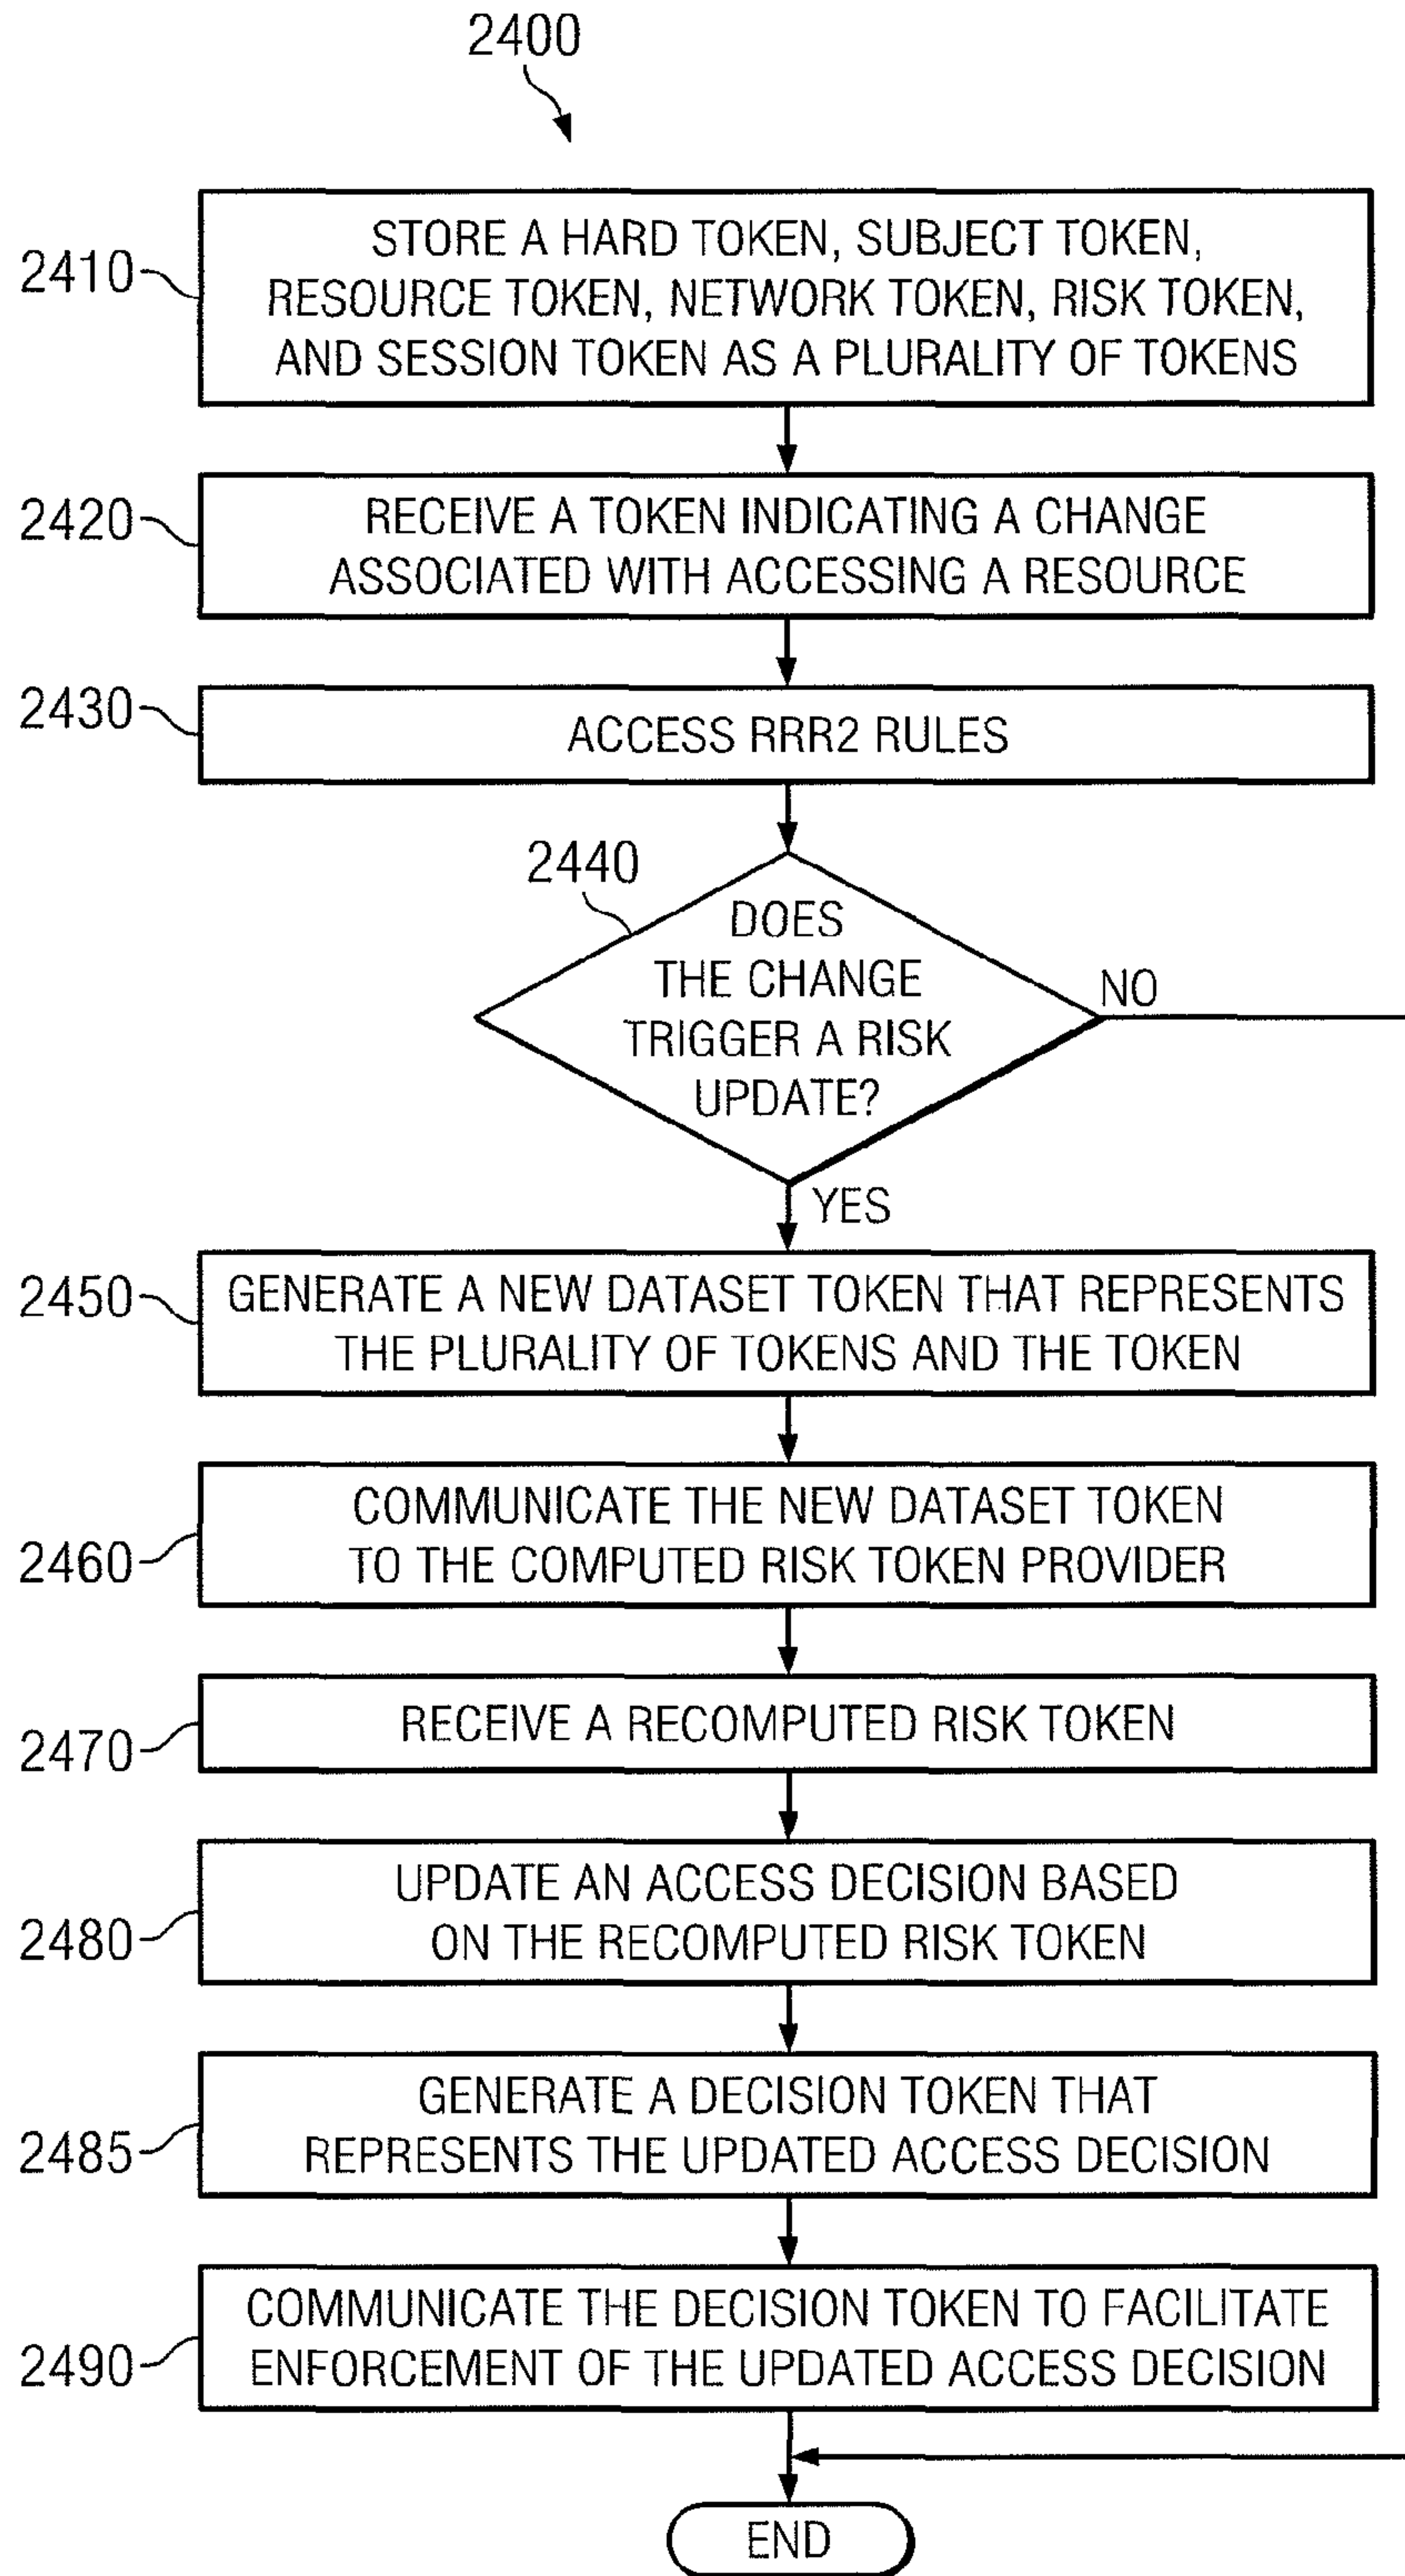 2400
2410
STORE A HARD TOKEN, SUBJECT TOKEN,
RESOURCE TOKEN, NETWORK TOKEN, RISK TOKEN,
AND SESSION TOKEN AS A PLURALITY OF TOKENS
2420
RECEIVE A TOKEN INDICATING A CHANGE
ASSOCIATED WITH ACCESSING A RESOURCE
2430
ACCESS RRR2 RULES
2440
DOES
THE CHANGE
TRIGGER A RISK
UPDATE?
NO
YES
2450
GENERATE A NEW DATASET TOKEN THAT REPRESENTS
THE PLURALITY OF TOKENS AND THE TOKEN
2460
COMMUNICATE THE NEW DATASET TOKEN
TO THE COMPUTED RISK TOKEN PROVIDER
2470
RECEIVE A RECOMPUTED RISK TOKEN
2480
UPDATE AN ACCESS DECISION BASED
ON THE RECOMPUTED RISK TOKEN
2485
GENERATE A DECISION TOKEN THAT
REPRESENTS THE UPDATED ACCESS DECISION
2490
COMMUNICATE THE DECISION TOKEN TO FACILITATE
ENFORCEMENT OF THE UPDATED ACCESS DECISION
END